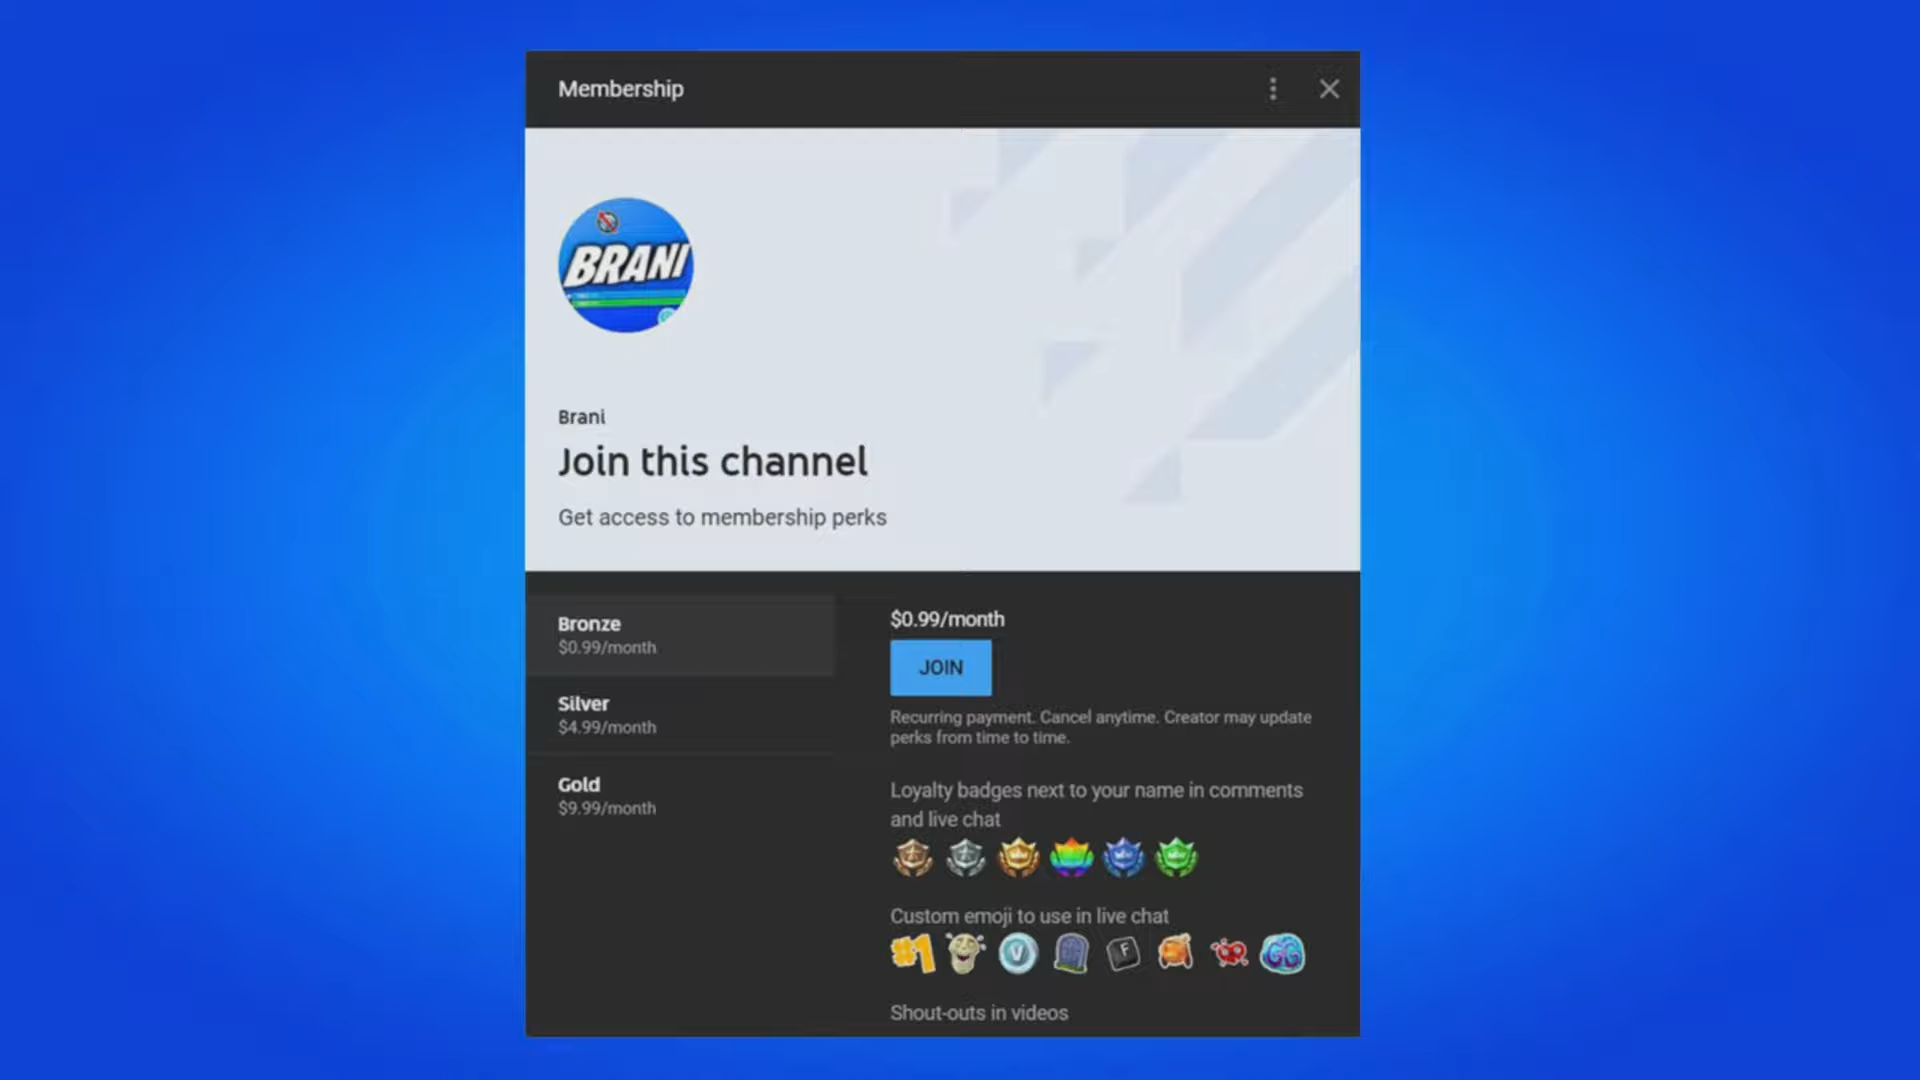 Membership
BRANI
Brani
Join this channel
Get access to membership perks
Bronze
$0.99/month
Silver
$4.99/month
Gold
$9.99/month
$0.99/month
JOIN
Recurring payment. Cancel anytime. Creator may update
perks from time to time.
Loyalty badges next to your name in comments
and live chat
Custom emoji to use in live chat
#1
V
F
GG
Shout-outs in videos